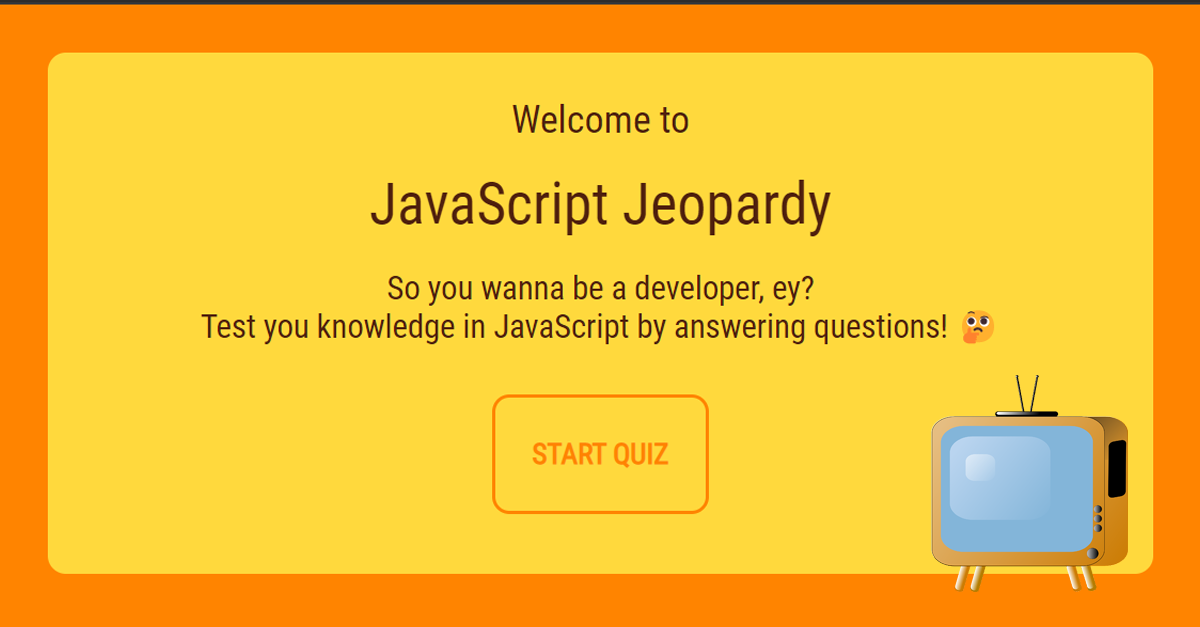 Welcome to
JavaScript Jeopardy
So you wanna be a developer, ey?
Test you knowledge in JavaScript by answering questions! 🤔
START QUIZ